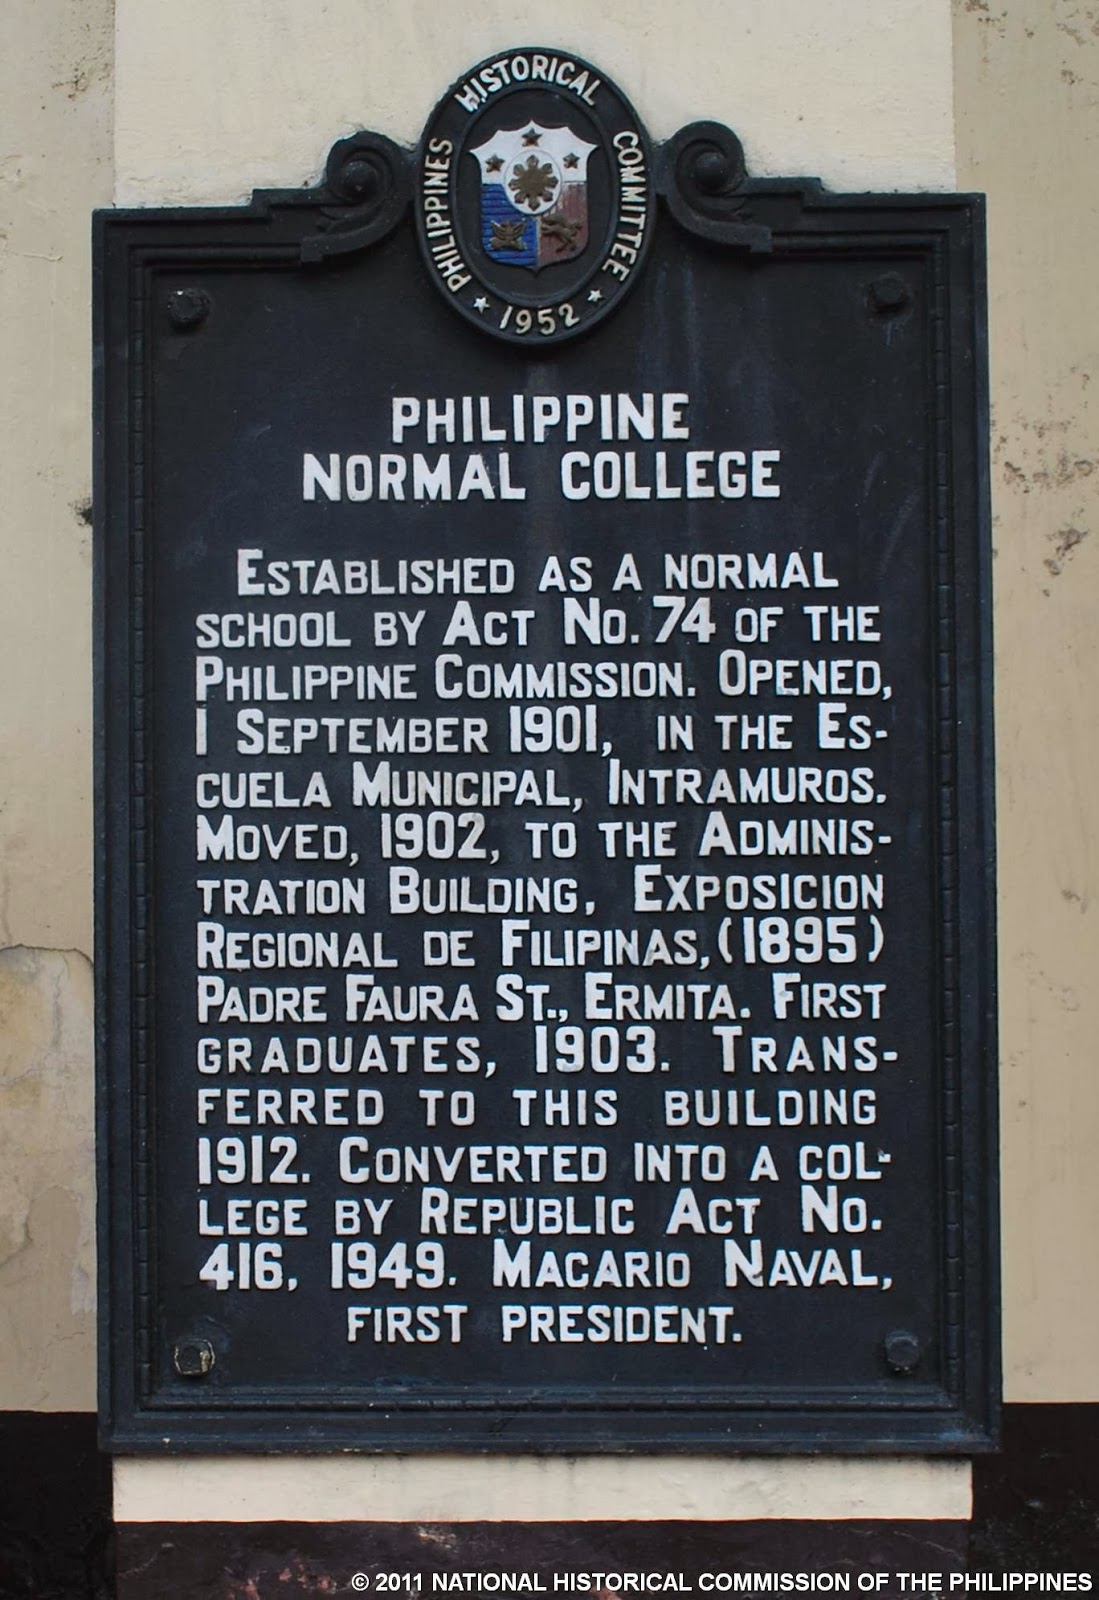 PHILIPPINES HISTORICAL COMMITTEE
★ 1952 ★
PHILIPPINE
NORMAL COLLEGE
ESTABLISHED AS A NORMAL
SCHOOL BY ACT NO. 74 OF THE
PHILIPPINE COMMISSION. OPENED,
1 SEPTEMBER 1901, IN THE ES-
CUELA MUNICIPAL, INTRAMUROS.
MOVED, 1902, TO THE ADMINIS-
TRATION BUILDING, EXPOSICION
REGIONAL DE FILIPINAS, (1895)
PADRE FAURA ST., ERMITA. FIRST
GRADUATES, 1903. TRANS-
FERRED TO THIS BUILDING
1912. CONVERTED INTO A COL-
LEGE BY REPUBLIC ACT NO.
416, 1949. MACARIO NAVAL,
FIRST PRESIDENT.
© 2011 NATIONAL HISTORICAL COMMISSION OF THE PHILIPPINES